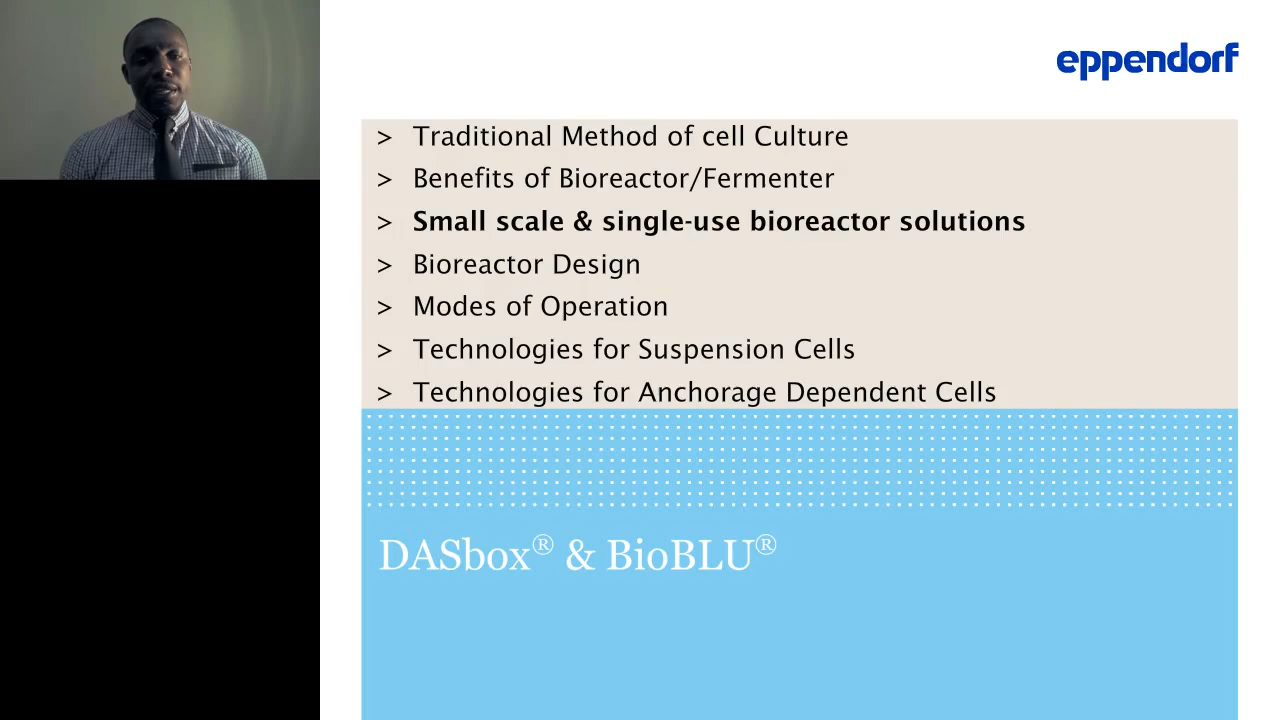 eppendorf
> Traditional Method of cell Culture
> Benefits of Bioreactor/Fermenter
> Small scale & single-use bioreactor solutions
> Bioreactor Design
> Modes of Operation
> Technologies for Suspension Cells
> Technologies for Anchorage Dependent Cells
DASbox® & BioBLU®